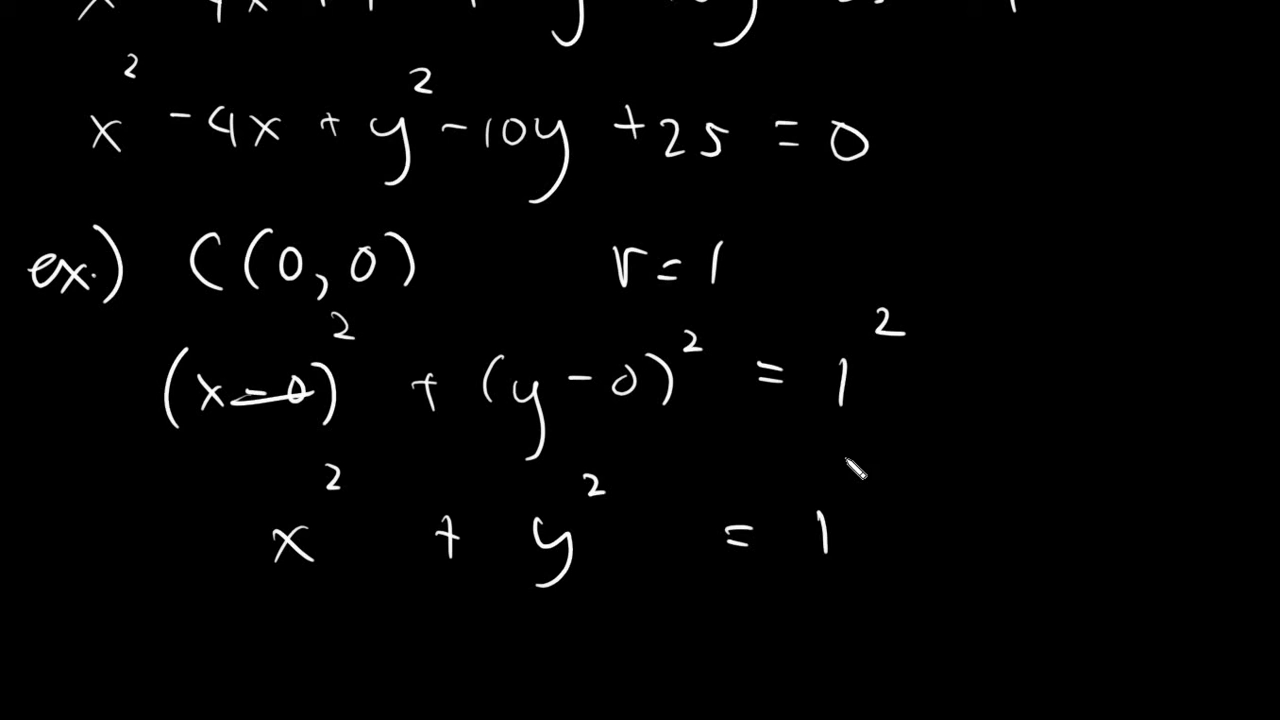 x² - 4x + y² - 10y + 25 = 0
ex.) C(0, 0) r = 1
(x - 0)² + (y - 0)² = 1²
x² + y² = 1